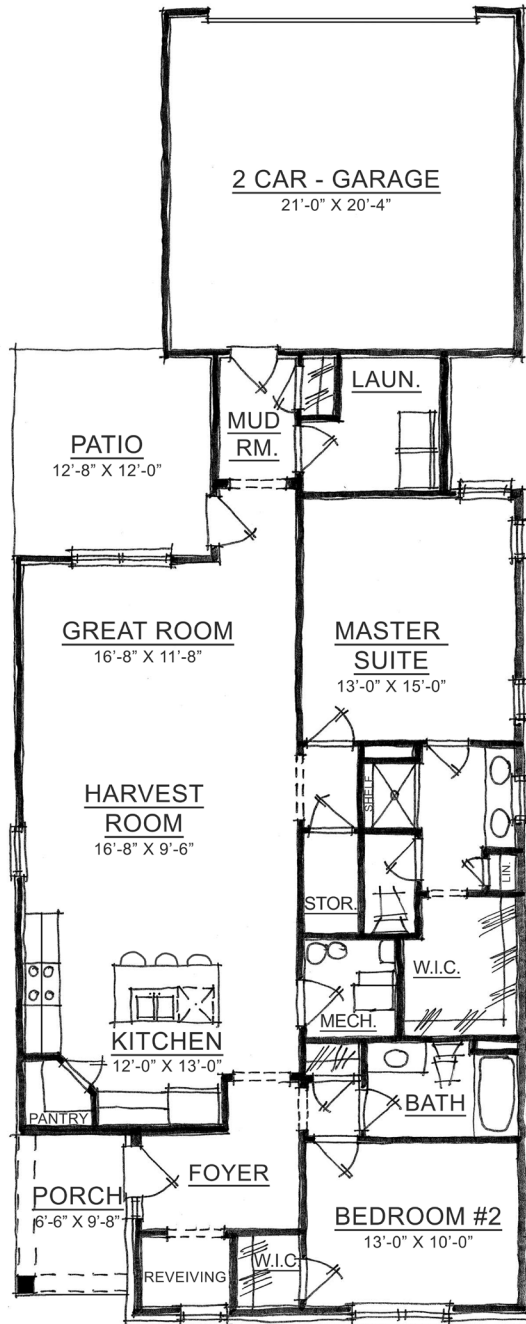 2 CAR - GARAGE
21'-0” X 20'-4”
LAUN.
MUD
RM.
PATIO
12'-8” X 12'-0”
GREAT ROOM
16'-8” X 11'-8”
MASTER
SUITE
13'-0” X 15'-0”
SHELF
HARVEST
ROOM
16'-8” X 9'-6”
LIN.
STOR.
W.I.C.
MECH.
KITCHEN
12'-0” X 13'-0”
PANTRY
BATH
FOYER
PORCH
6'-6” X 9'-8”
BEDROOM #2
13'-0” X 10'-0”
W.I.C
REVEIVING